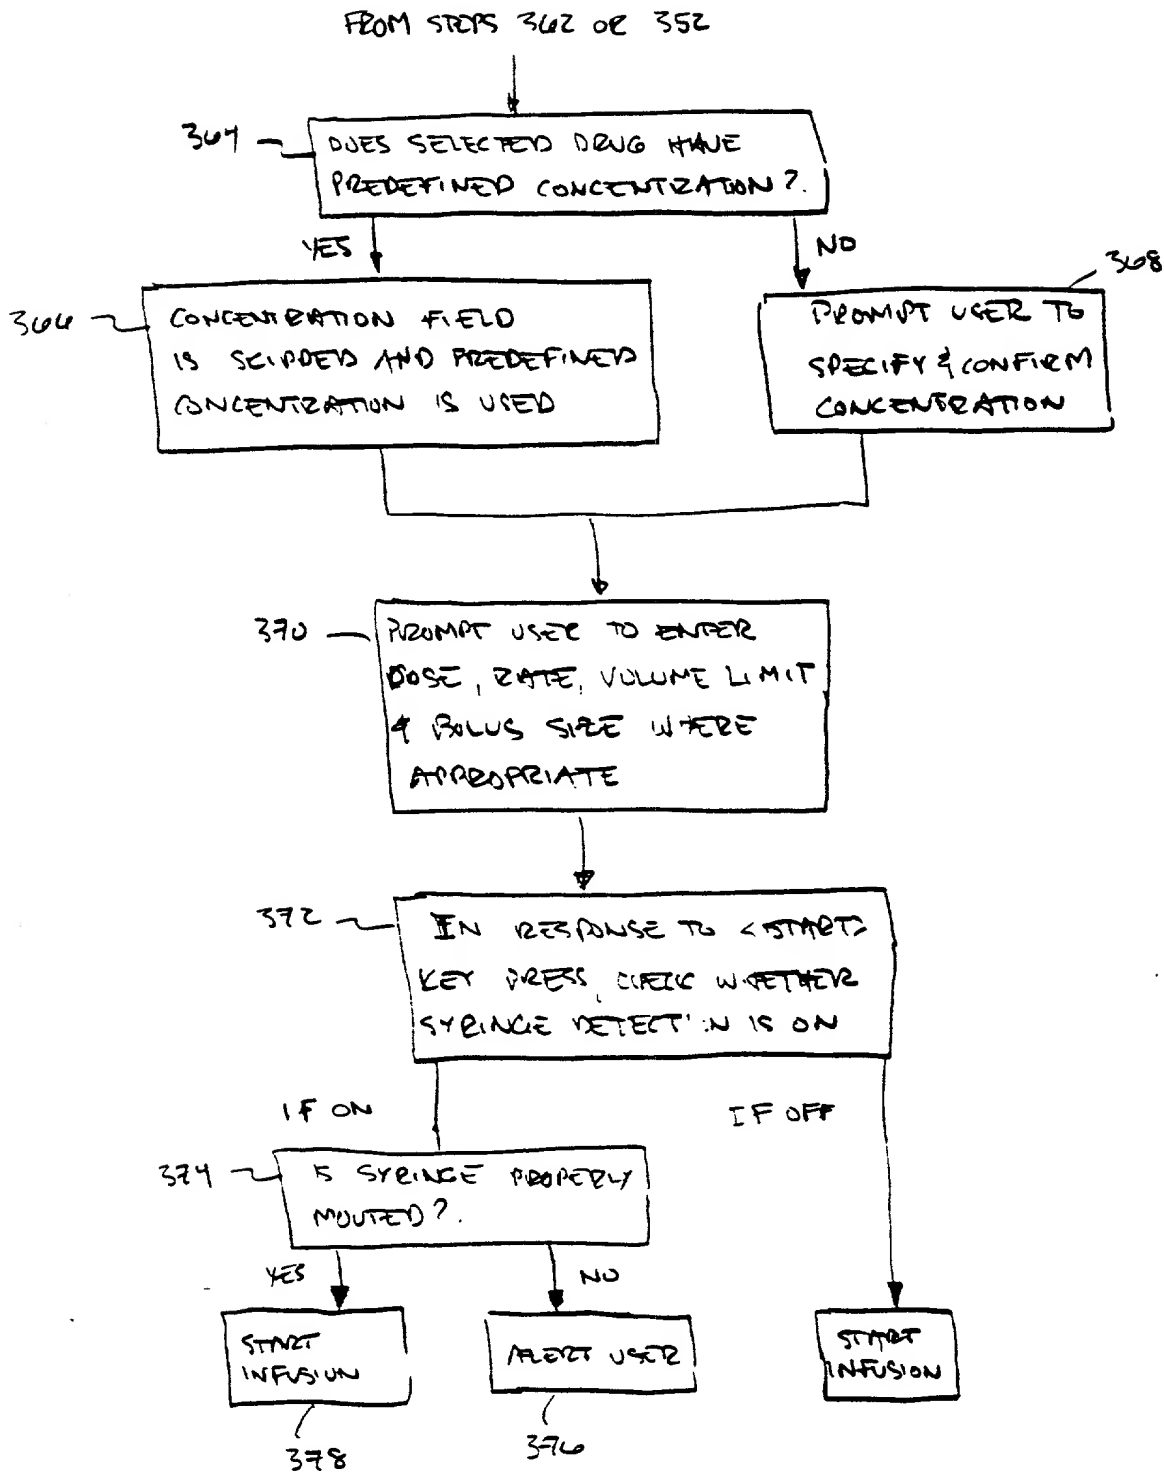 FROM STEPS 362 OR 352
364
DOES SELECTED DRUG HAVE
PREDEFINED CONCENTRATION?
YES
NO
368
366
CONCENTRATION FIELD
IS SKIPPED AND PREDEFINED
CONCENTRATION IS USED
PROMPT USER TO
SPECIFY & CONFIRM
CONCENTRATION
370
PROMPT USER TO ENTER
DOSE, RATE, VOLUME LIMIT
& BOLUS SIZE WHERE
APPROPRIATE
372
IN RESPONSE TO <START>
KEY PRESS, CHECK WHETHER
SYRINGE DETECT'N IS ON
IF ON
IF OFF
374
IS SYRINGE PROPERLY
MOUTED?
YES
NO
START
INFUSION
ALERT USER
START
INFUSION
378
376